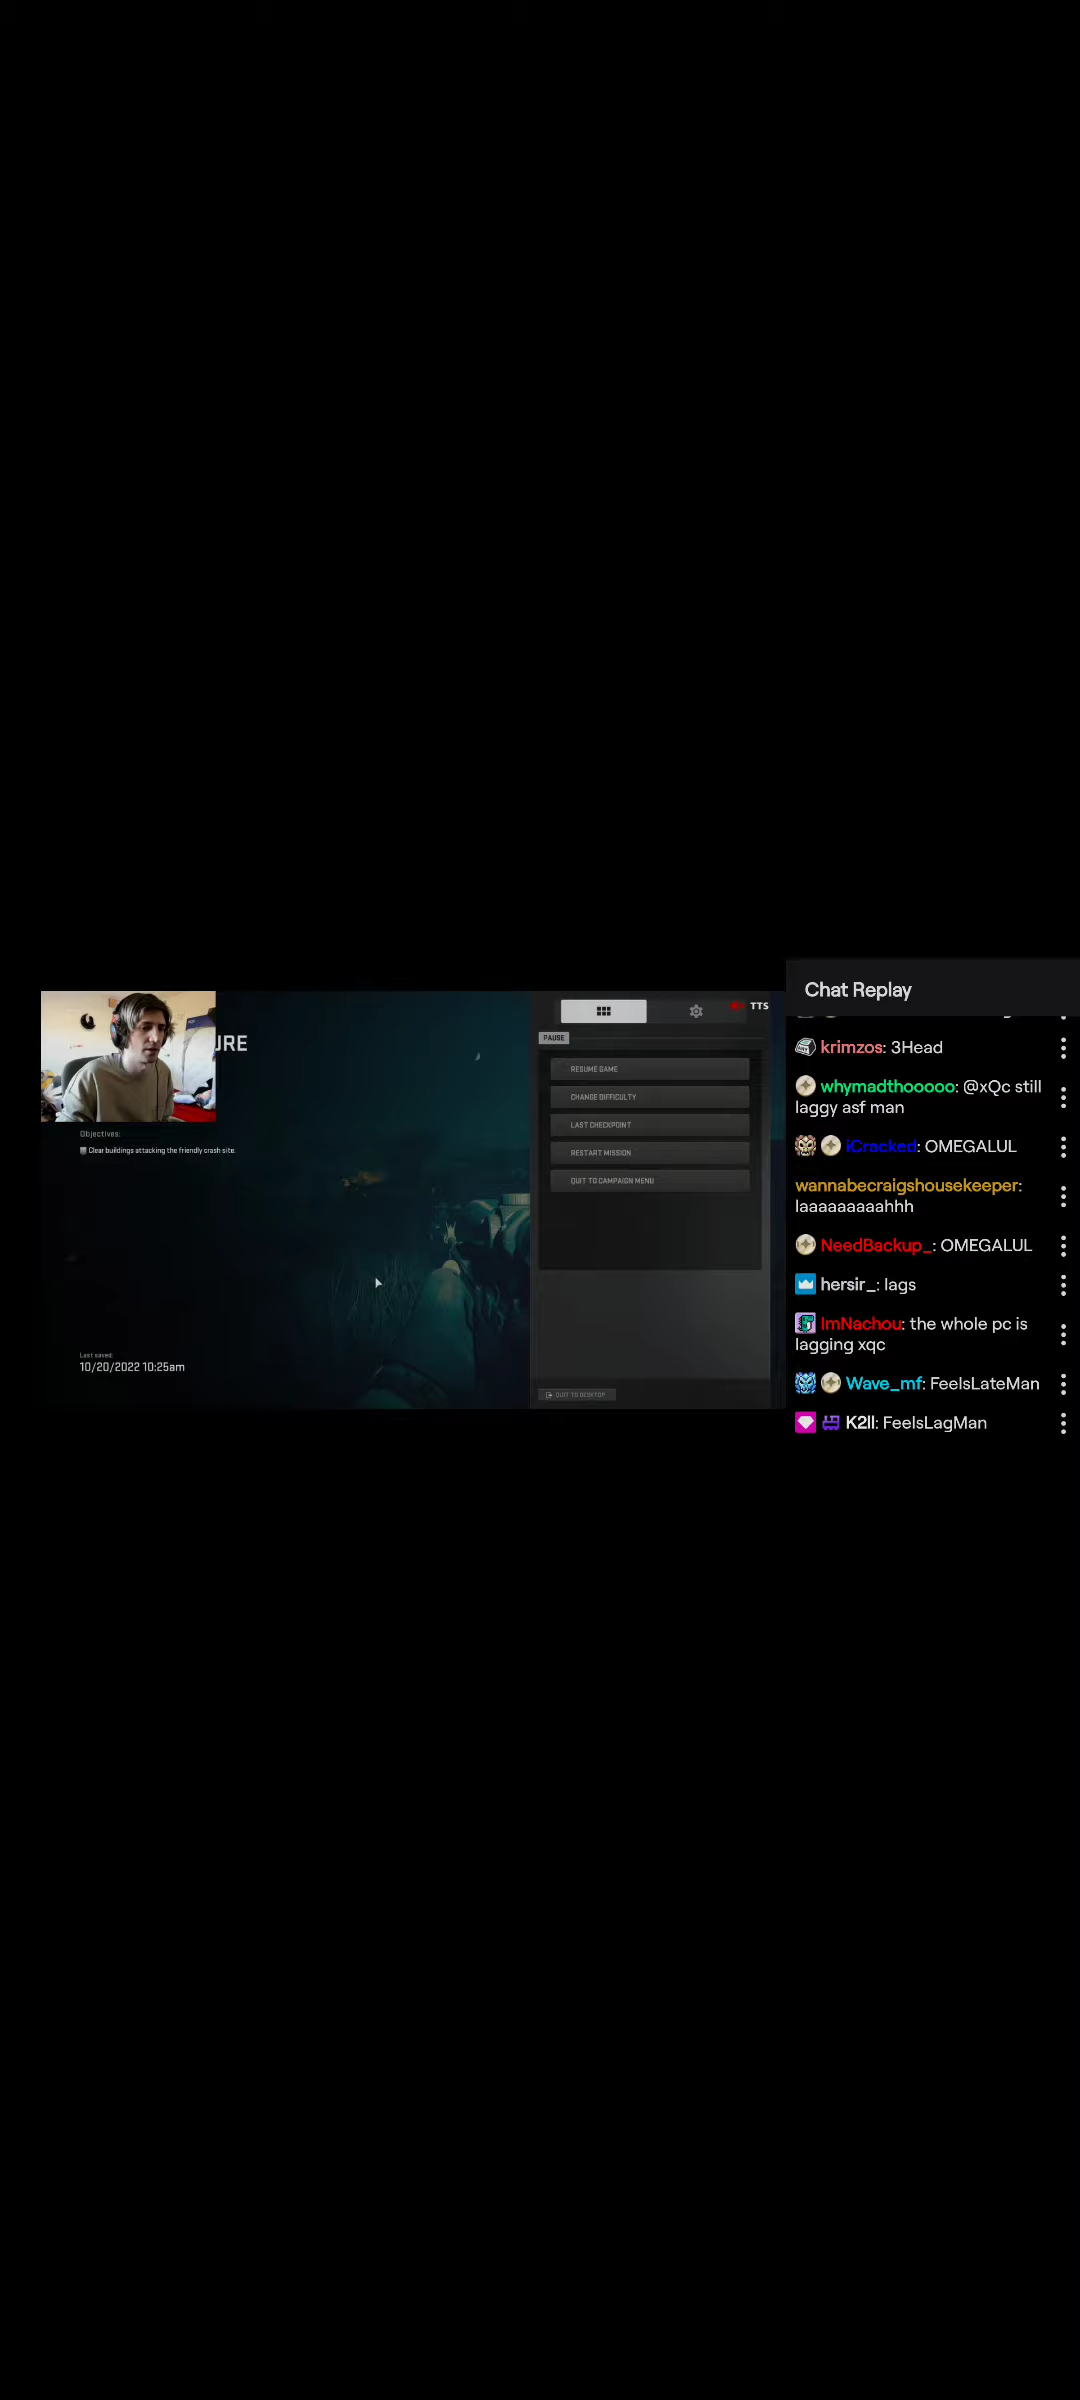 URE
Objectives:
Clear buildings attacking the friendly crash site.
Last saved:
10/20/2022 10:25am
TTS
PAUSE
RESUME GAME
CHANGE DIFFICULTY
LAST CHECKPOINT
RESTART MISSION
QUIT TO CAMPAIGN MENU
QUIT TO DESKTOP
Chat Replay
krimzos: 3Head
whymadthooooo: @xQc still
laggy asf man
iCracked: OMEGALUL
wannabecraigshousekeeper:
laaaaaaaaahhh
NeedBackup_: OMEGALUL
hersir_: lags
ImNachou: the whole pc is
lagging xqc
Wave_mf: FeelsLateMan
K2ll: FeelsLagMan